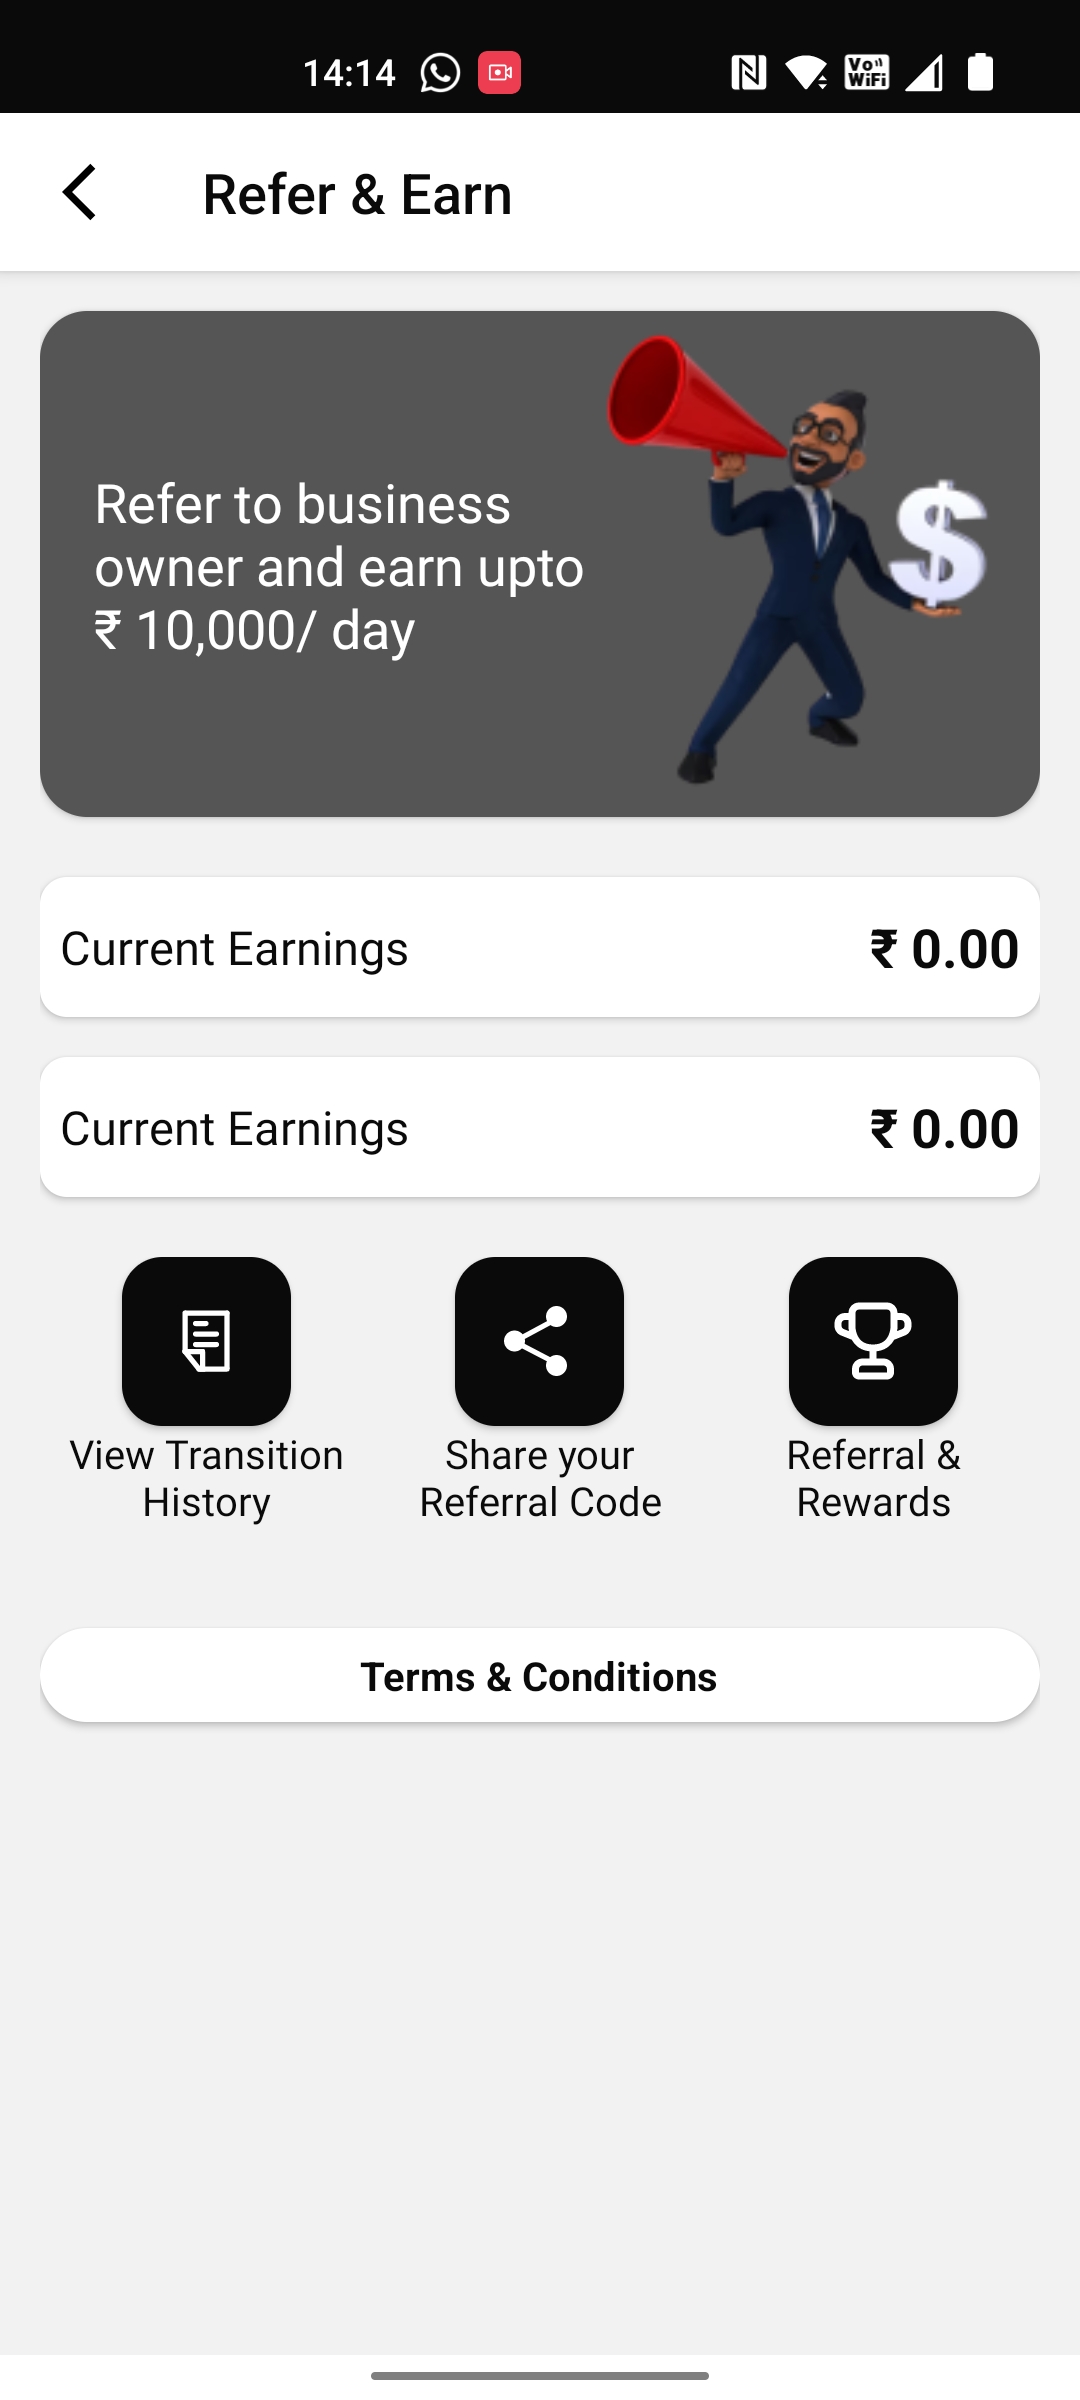 14:14
Vo WiFi
Refer & Earn
Refer to business
owner and earn upto
₹ 10,000/ day
$
Current Earnings ₹ 0.00
Current Earnings ₹ 0.00
View Transition
History
Share your
Referral Code
Referral &
Rewards
Terms & Conditions